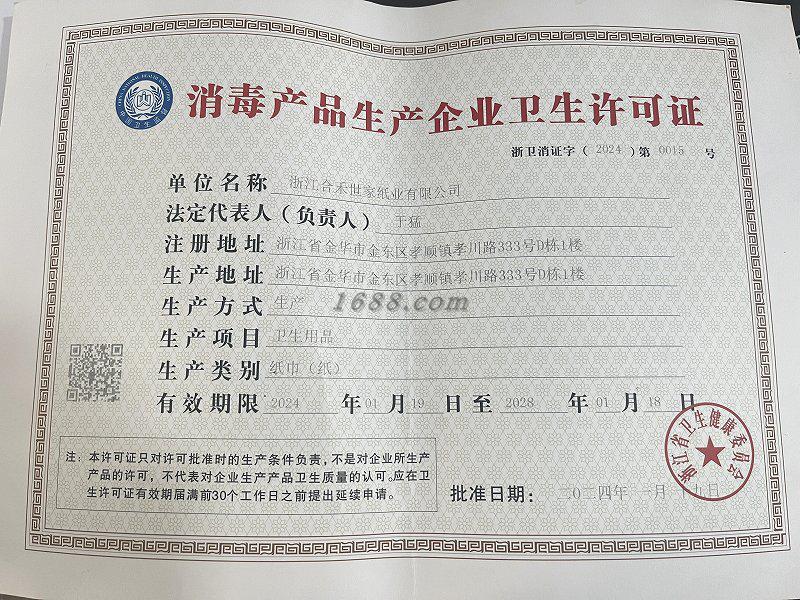 消毒产品生产企业卫生许可证
浙卫消证字（2024）第 0015 号
单位名称 浙江合禾世家纸业有限公司
法定代表人（负责人） 于猛
注册地址 浙江省金华市金东区孝顺镇孝川路333号D栋1楼
生产地址 浙江省金华市金东区孝顺镇孝川路333号D栋1楼
生产方式 生产
1688.com
生产项目 卫生用品
生产类别 纸巾（纸）
有效期限 2024 年 01 月 19 日至 2028 年 01 月 18 日
注：本许可证只对许可批准时的生产条件负责，不是对企业所生产
产品的许可，不代表对企业生产产品卫生质量的认可。应在卫
生许可证有效期届满前30个工作日之前提出延续申请。
批准日期：二〇二四年 一月 十九日
浙江省卫生健康委员会